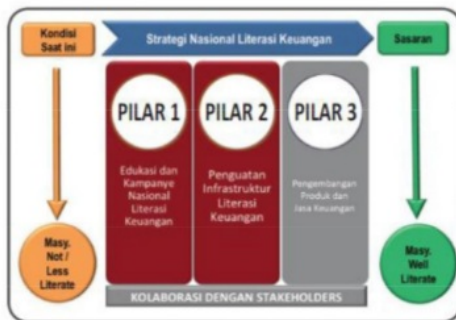 Kondisi
Saat ini
Strategi Nasional Literasi Keuangan
Sasaran
PILAR 1
Edukasi dan
Kampanye
Nasional
Literasi
Keuangan
PILAR 2
Penguatan
Infrastruktur
Literasi
Keuangan
PILAR 3
Pengembangan
Produk dan
Jasa Keuangan
Masy.
Not /
Less
Literate
Masy.
Well
Literate
KOLABORASI DENGAN STAKEHOLDERS